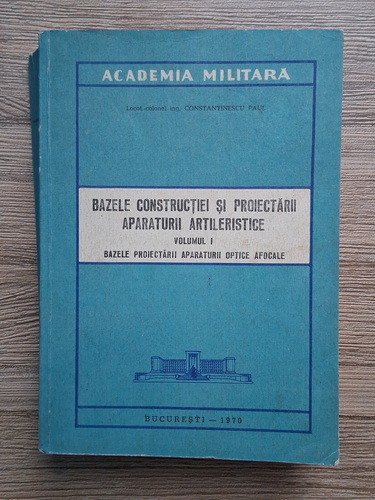 ACADEMIA MILITARĂ
Locot.-colonel ing. CONSTANTINESCU PAUL
BAZELE CONSTRUCȚIEI ȘI PROIECTĂRII
APARATURII ARTILERISTICE
VOLUMUL I
BAZELE PROIECTĂRII APARATURII OPTICE AFOCALE
BUCUREȘTI — 1970